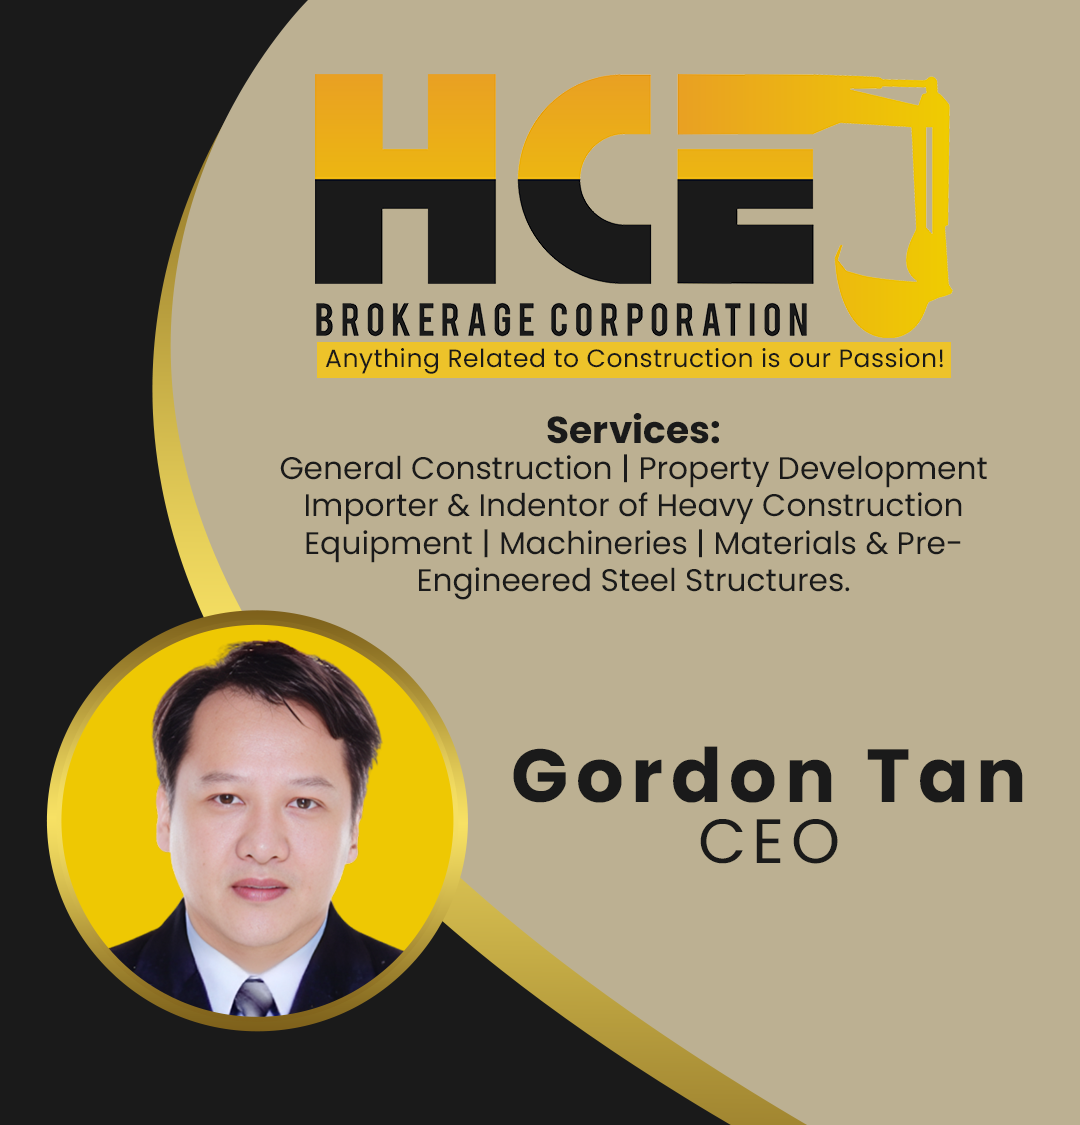 HCE
BROKERAGE CORPORATION
Anything Related to Construction is our Passion!
Services:
General Construction | Property Development
Importer & Indentor of Heavy Construction
Equipment | Machineries | Materials & Pre-
Engineered Steel Structures.
Gordon Tan
CEO